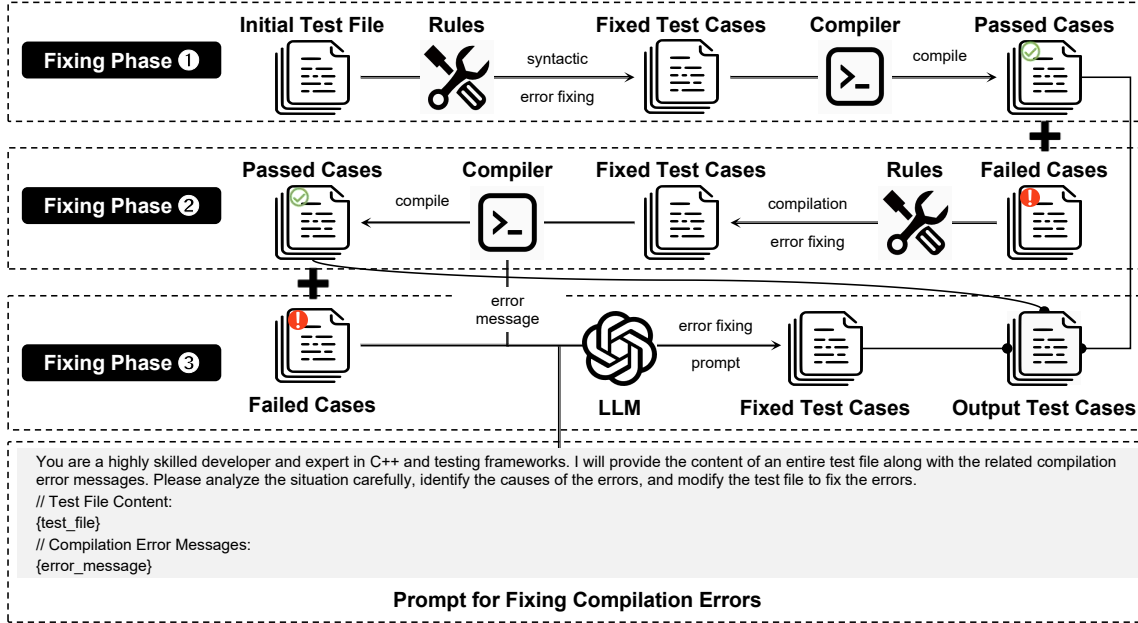 Initial Test File
Rules
Fixed Test Cases
Compiler
Passed Cases
Fixing Phase ❶
syntactic
error fixing
compile
Passed Cases
Compiler
Fixed Test Cases
Rules
Failed Cases
Fixing Phase ❷
compile
compilation
error fixing
error
message
Fixing Phase ❸
error fixing
prompt
Failed Cases
LLM
Fixed Test Cases
Output Test Cases
You are a highly skilled developer and expert in C++ and testing frameworks. I will provide the content of an entire test file along with the related compilation
error messages. Please analyze the situation carefully, identify the causes of the errors, and modify the test file to fix the errors.
// Test File Content:
{test_file}
// Compilation Error Messages:
{error_message}
Prompt for Fixing Compilation Errors